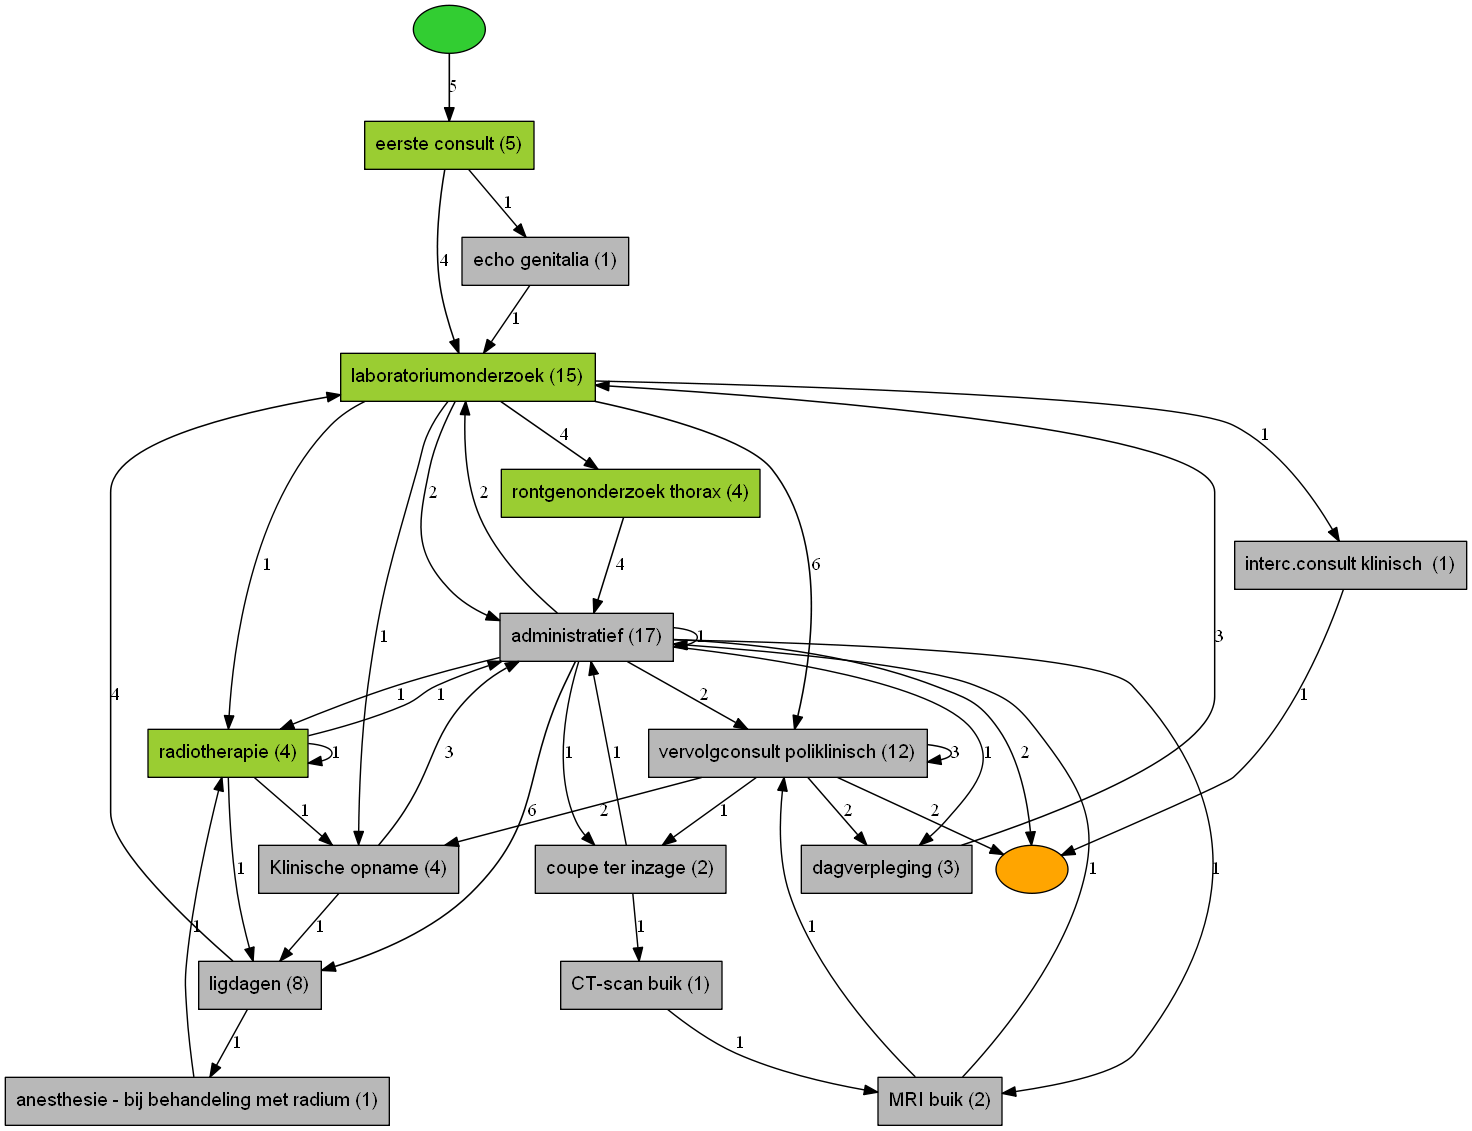 5
eerste consult (5)
1
4
echo genitalia (1)
1
laboratoriumonderzoek (15)
4
1
2
2
rontgenonderzoek thorax (4)
1
4
6
interc.consult klinisch (1)
1
administratief (17)
1
3
4
1
1
2
1
radiotherapie (4)
1
3
1
1
vervolgconsult poliklinisch (12)
3
1
2
1
6
2
1
2
2
1
Klinische opname (4)
coupe ter inzage (2)
dagverpleging (3)
1
1
1
1
1
1
ligdagen (8)
CT-scan buik (1)
1
1
anesthesie - bij behandeling met radium (1)
MRI buik (2)